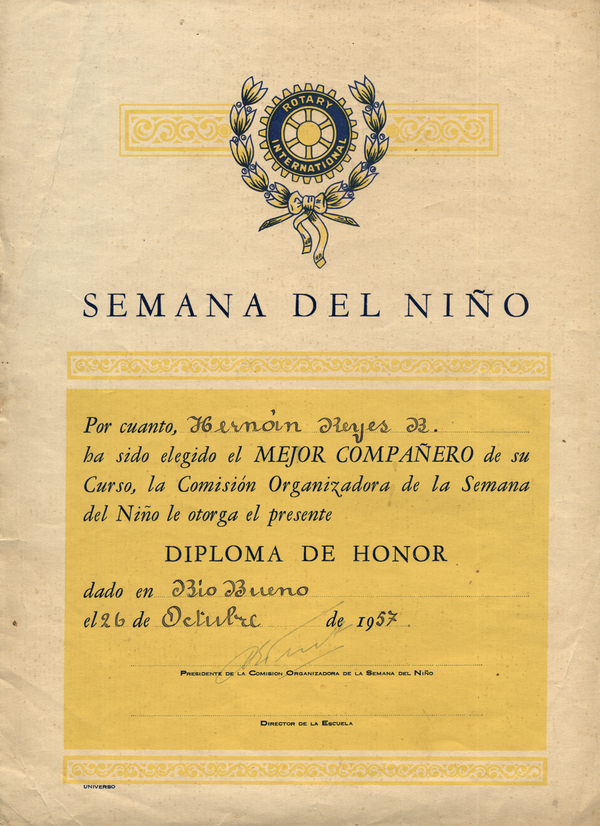 ROTARY
INTERNATIONAL
SEMANA DEL NIÑO
Por cuanto, Hernán Reyes R.
ha sido elegido el MEJOR COMPAÑERO de su
Curso, la Comisión Organizadora de la Semana
del Niño le otorga el presente
DIPLOMA DE HONOR
dado en Río Bueno
el 26 de Octubre de 1957.
PRESIDENTE DE LA COMISION ORGANIZADORA DE LA SEMANA DEL NIÑO
DIRECTOR DE LA ESCUELA
UNIVERSO